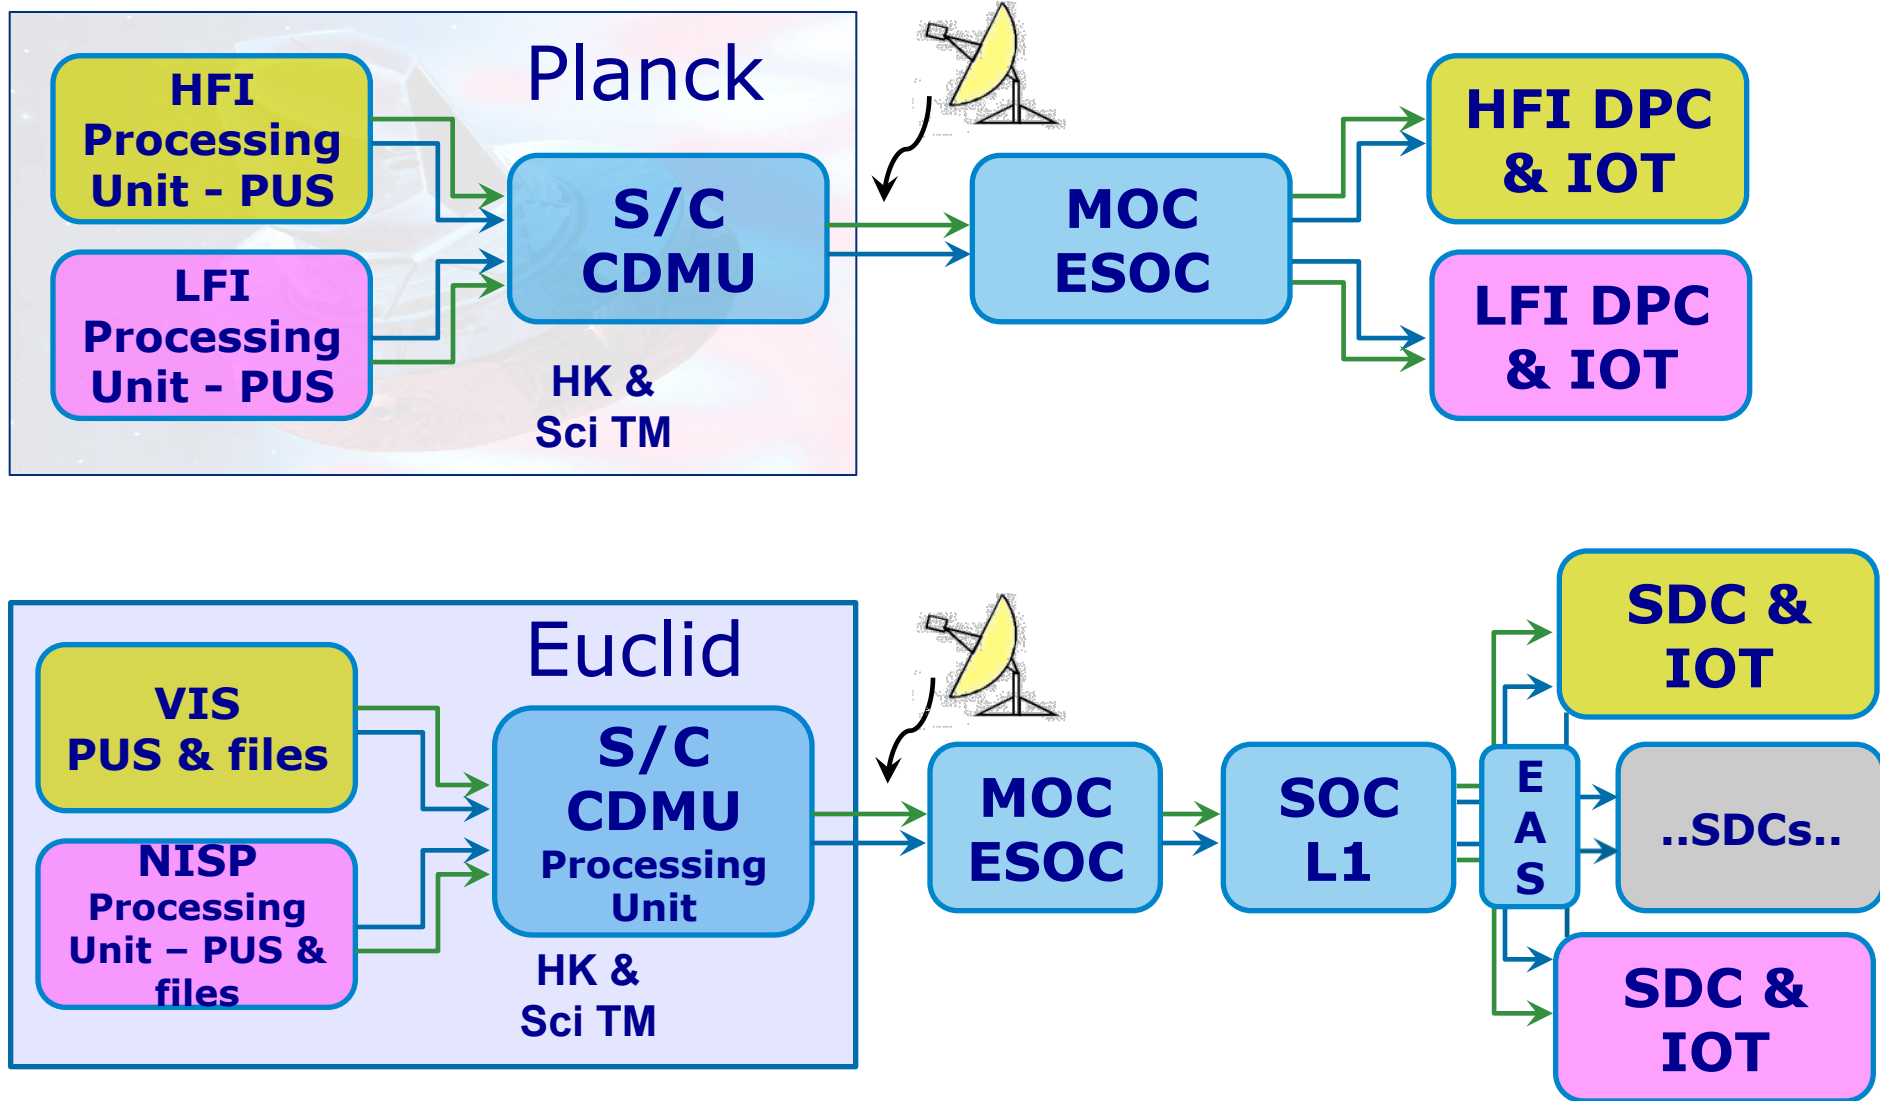 Planck
HFI
Processing
Unit - PUS
LFI
Processing
Unit - PUS
S/C
CDMU
HK &
Sci TM
MOC
ESOC
HFI DPC
& IOT
LFI DPC
& IOT
Euclid
VIS
PUS & files
NISP
Processing
Unit – PUS &
files
S/C
CDMU
Processing
Unit
HK &
Sci TM
MOC
ESOC
SOC
L1
E
A
S
SDC &
IOT
..SDCs..
SDC &
IOT